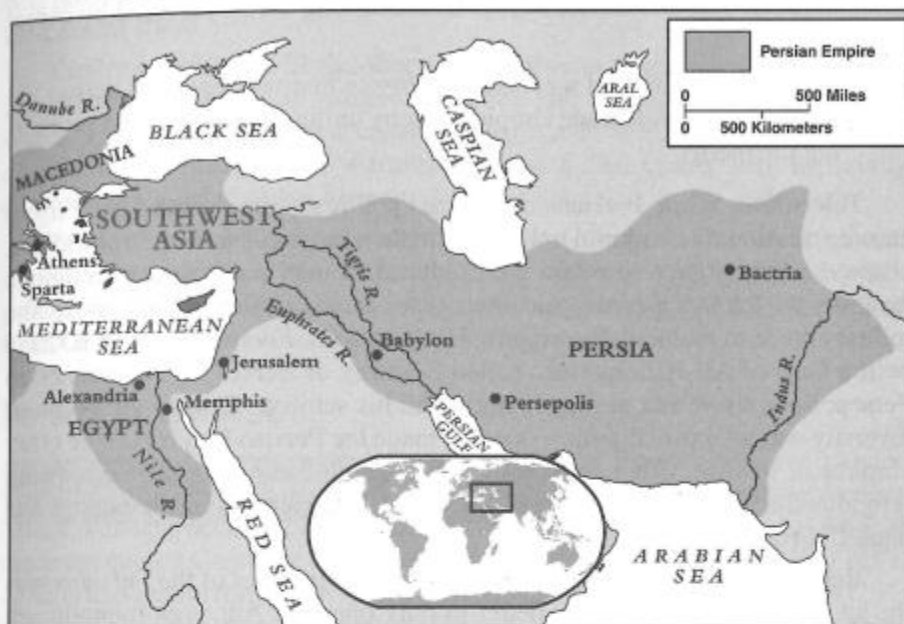 Persian Empire
0 500 Miles
0 500 Kilometers
Danube R.
BLACK SEA
CASPIAN
SEA
ARAL
SEA
MACEDONIA
SOUTHWEST
ASIA
Athens
Sparta
Tigris R.
Bactria
MEDITERRANEAN
SEA
Euphrates R.
Babylon
PERSIA
Jerusalem
Indus R.
Alexandria
Memphis
Persepolis
EGYPT
PERSIAN
GULF
Nile R.
RED SEA
ARABIAN
SEA